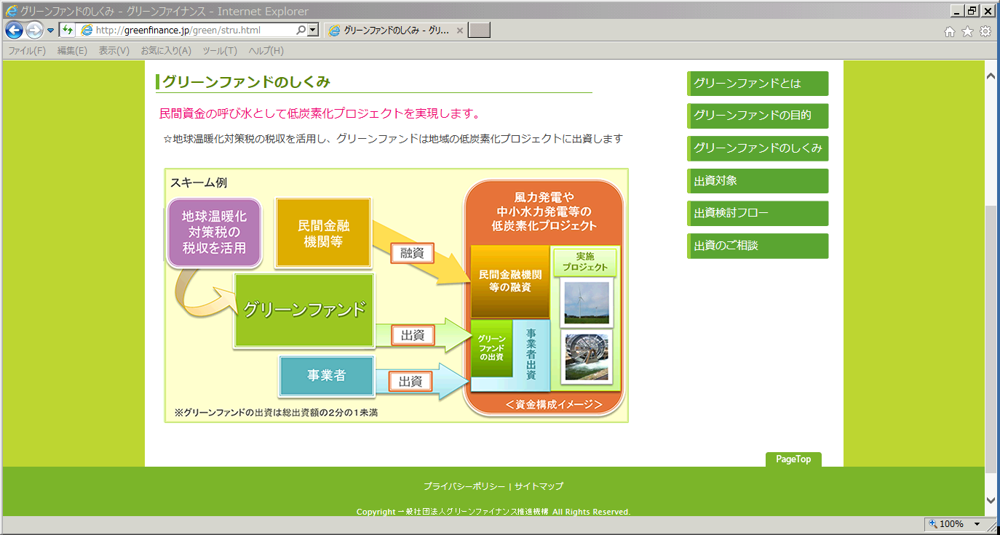 グリーンファンドのしくみ - グリーンファイナンス - Internet Explorer
http://greenfinance.jp/green/stru.html
グリーンファンドのしくみ - グリ...
ファイル(F) 編集(E) 表示(V) お気に入り(A) ツール(T) ヘルプ(H)
グリーンファンドのしくみ
民間資金の呼び水として低炭素化プロジェクトを実現します。
☆地球温暖化対策税の税収を活用し、グリーンファンドは地域の低炭素化プロジェクトに出資します
スキーム例
地球温暖化
対策税の
税収を活用
民間金融
機関等
融資
グリーンファンド
出資
事業者
出資
風力発電や
中小水力発電等の
低炭素化プロジェクト
民間金融機関
等の融資
グリーン
ファンド
の出資
事業者出資
実施
プロジェクト
＜資金構成イメージ＞
※グリーンファンドの出資は総出資額の２分の１未満
グリーンファンドとは
グリーンファンドの目的
グリーンファンドのしくみ
出資対象
出資検討フロー
出資のご相談
PageTop
プライバシーポリシー | サイトマップ
Copyright 一般社団法人グリーンファイナンス推進機構 All Rights Reserved.
100%